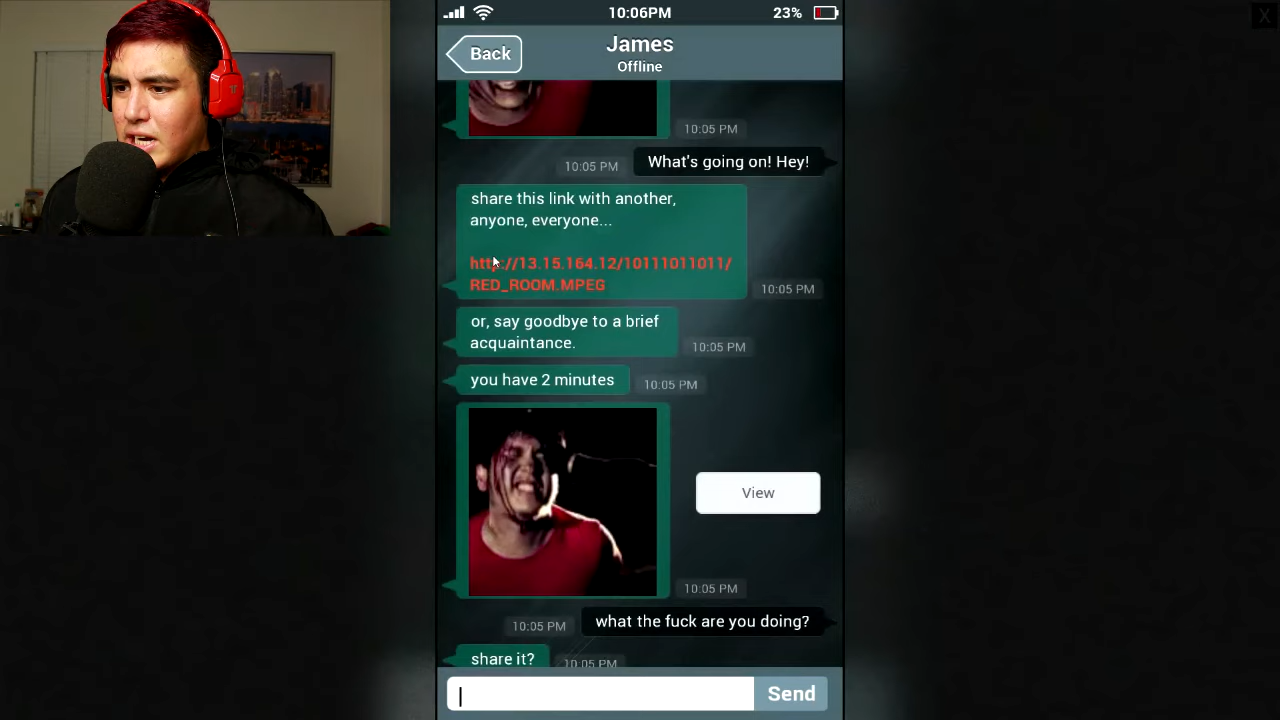 10:06PM
23%
X
Back
James
Offline
10:05 PM
What's going on! Hey!
10:05 PM
share this link with another,
anyone, everyone...
http://13.15.164.12/10111011011/
RED_ROOM.MPEG
10:05 PM
or, say goodbye to a brief
acquaintance.
10:05 PM
you have 2 minutes
10:05 PM
View
10:05 PM
what the fuck are you doing?
10:05 PM
share it?
10:05 PM
Send